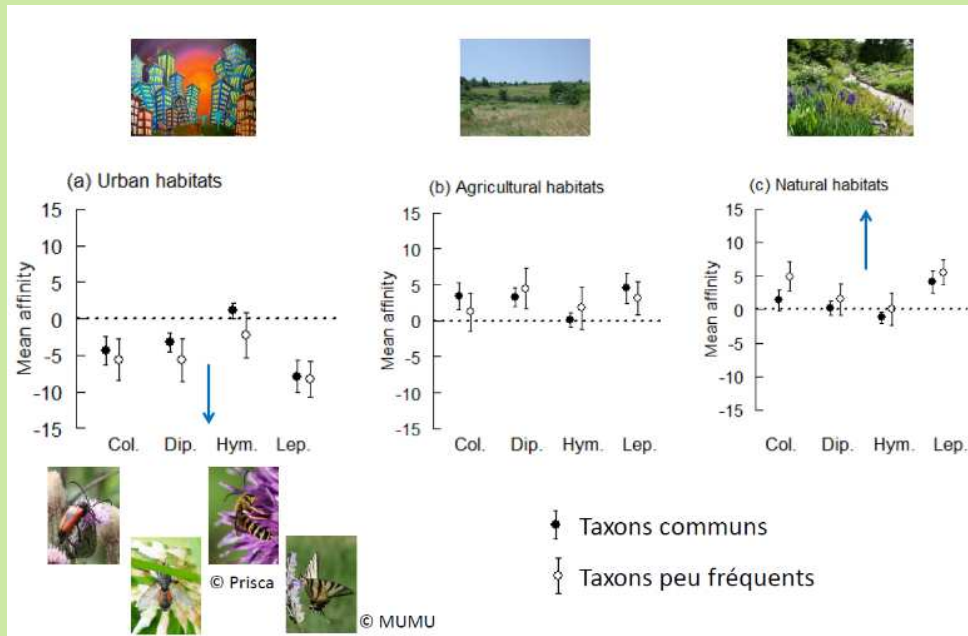 (a) Urban habitats
15
10
5
0
-5
-10
-15
Mean affinity
Col. Dip. Hym. Lep.
(b) Agricultural habitats
15
10
5
0
-5
-10
-15
Mean affinity
Col. Dip. Hym. Lep.
(c) Natural habitats
15
10
5
0
-5
-10
-15
Mean affinity
Col. Dip. Hym. Lep.
© Prisca
© MUMU
Taxons communs
Taxons peu fréquents